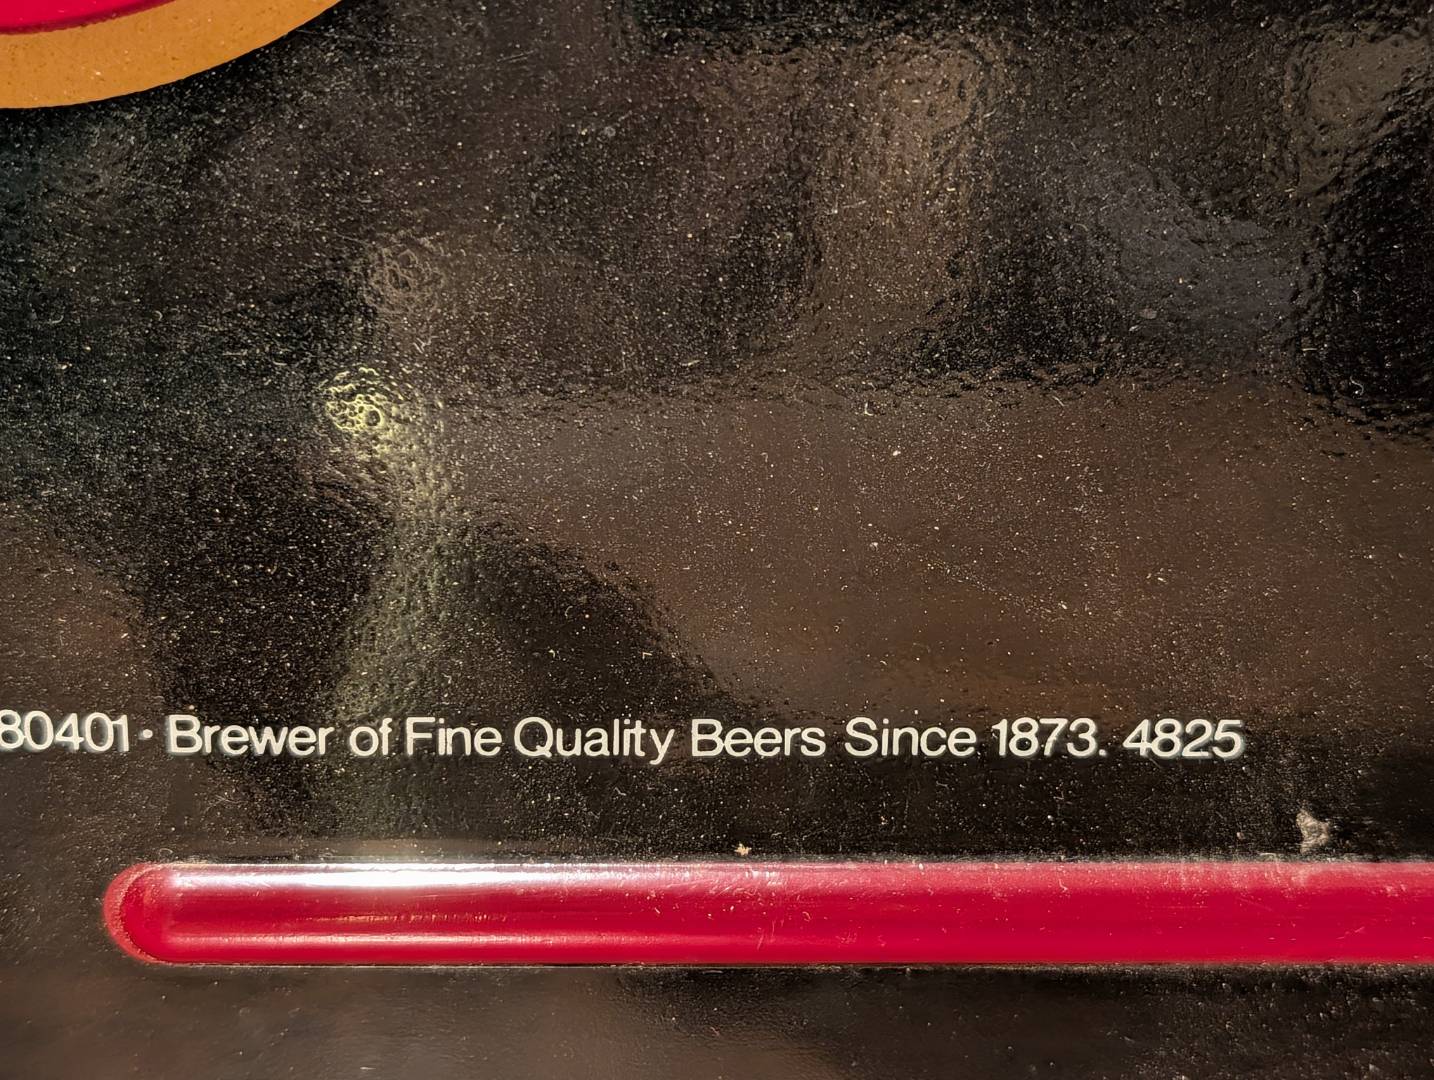 80401 • Brewer of Fine Quality Beers Since 1873. 4825